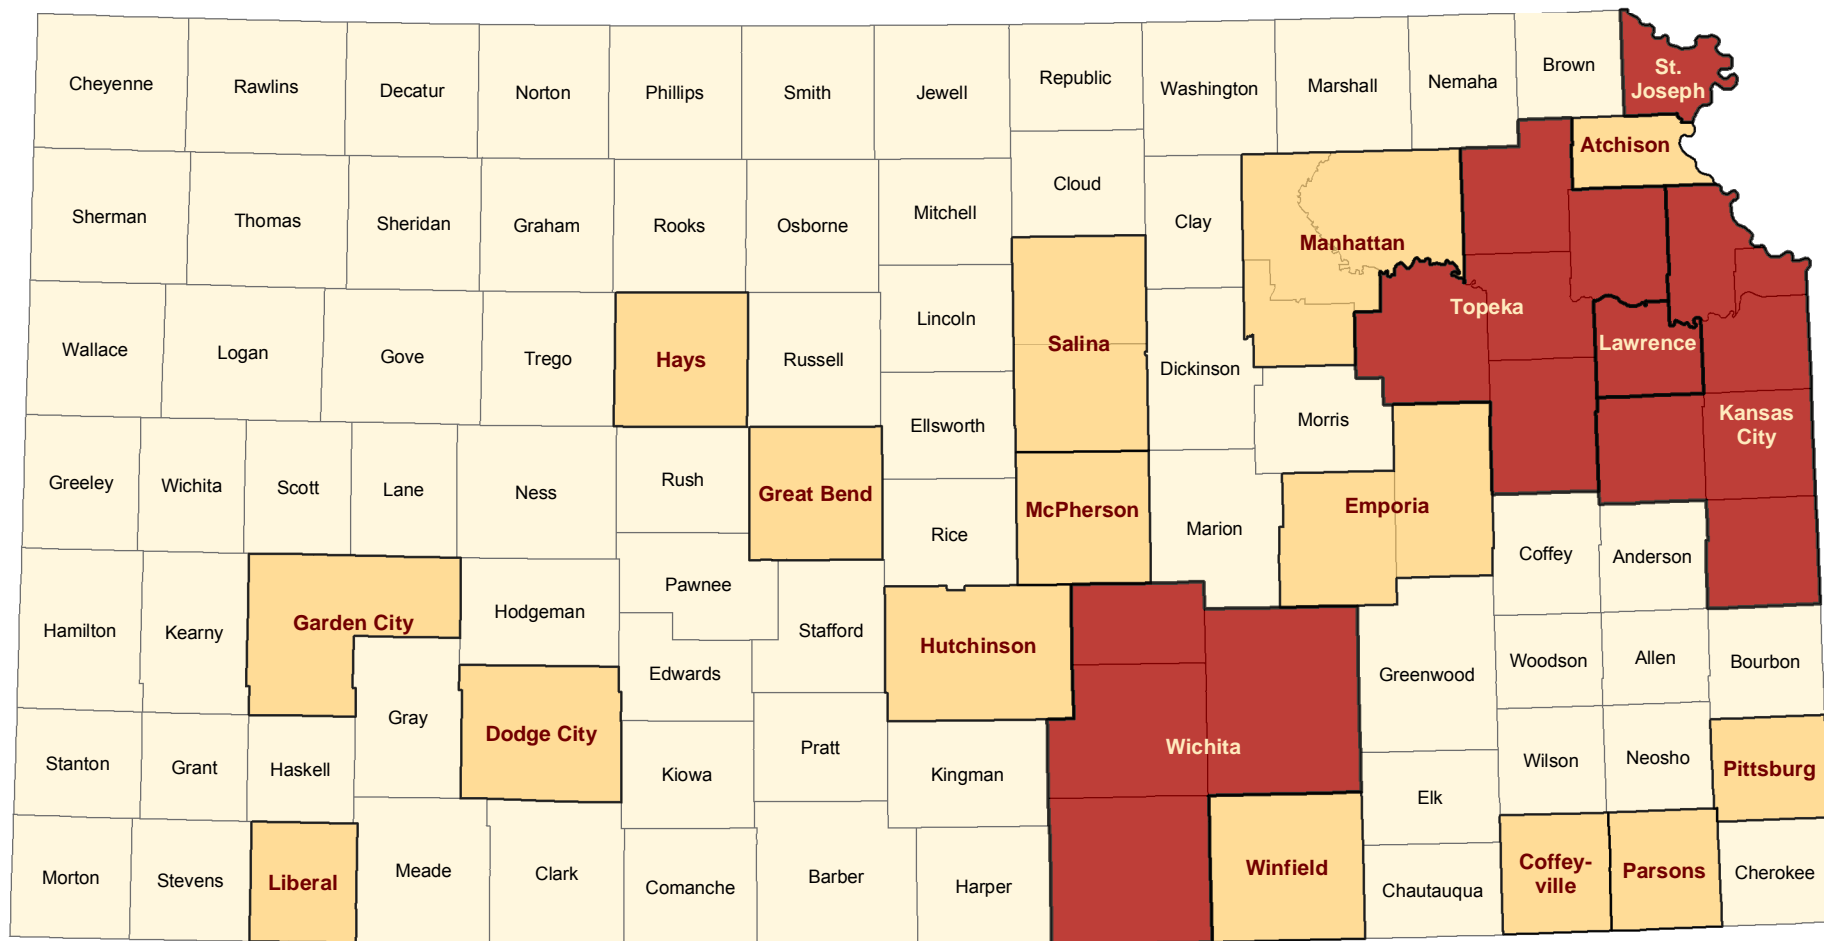 Cheyenne
Rawlins
Decatur
Norton
Phillips
Smith
Jewell
Republic
Washington
Marshall
Nemaha
Brown
St.
Joseph
Atchison
Sherman
Thomas
Sheridan
Graham
Rooks
Osborne
Mitchell
Cloud
Clay
Manhattan
Topeka
Lawrence
Wallace
Logan
Gove
Trego
Hays
Russell
Lincoln
Salina
Dickinson
Kansas
City
Greeley
Wichita
Scott
Lane
Ness
Rush
Great Bend
Ellsworth
Rice
McPherson
Marion
Morris
Emporia
Coffey
Anderson
Hamilton
Kearny
Garden City
Hodgeman
Pawnee
Edwards
Stafford
Hutchinson
Greenwood
Woodson
Allen
Bourbon
Stanton
Grant
Haskell
Gray
Dodge City
Kiowa
Pratt
Kingman
Wichita
Elk
Wilson
Neosho
Pittsburg
Morton
Stevens
Liberal
Meade
Clark
Comanche
Barber
Harper
Winfield
Chautauqua
Coffey-
ville
Parsons
Cherokee